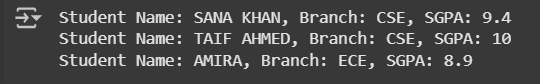 Student Name: SANA KHAN, Branch: CSE, SGPA: 9.4
Student Name: TAIF AHMED, Branch: CSE, SGPA: 10
Student Name: AMIRA, Branch: ECE, SGPA: 8.9